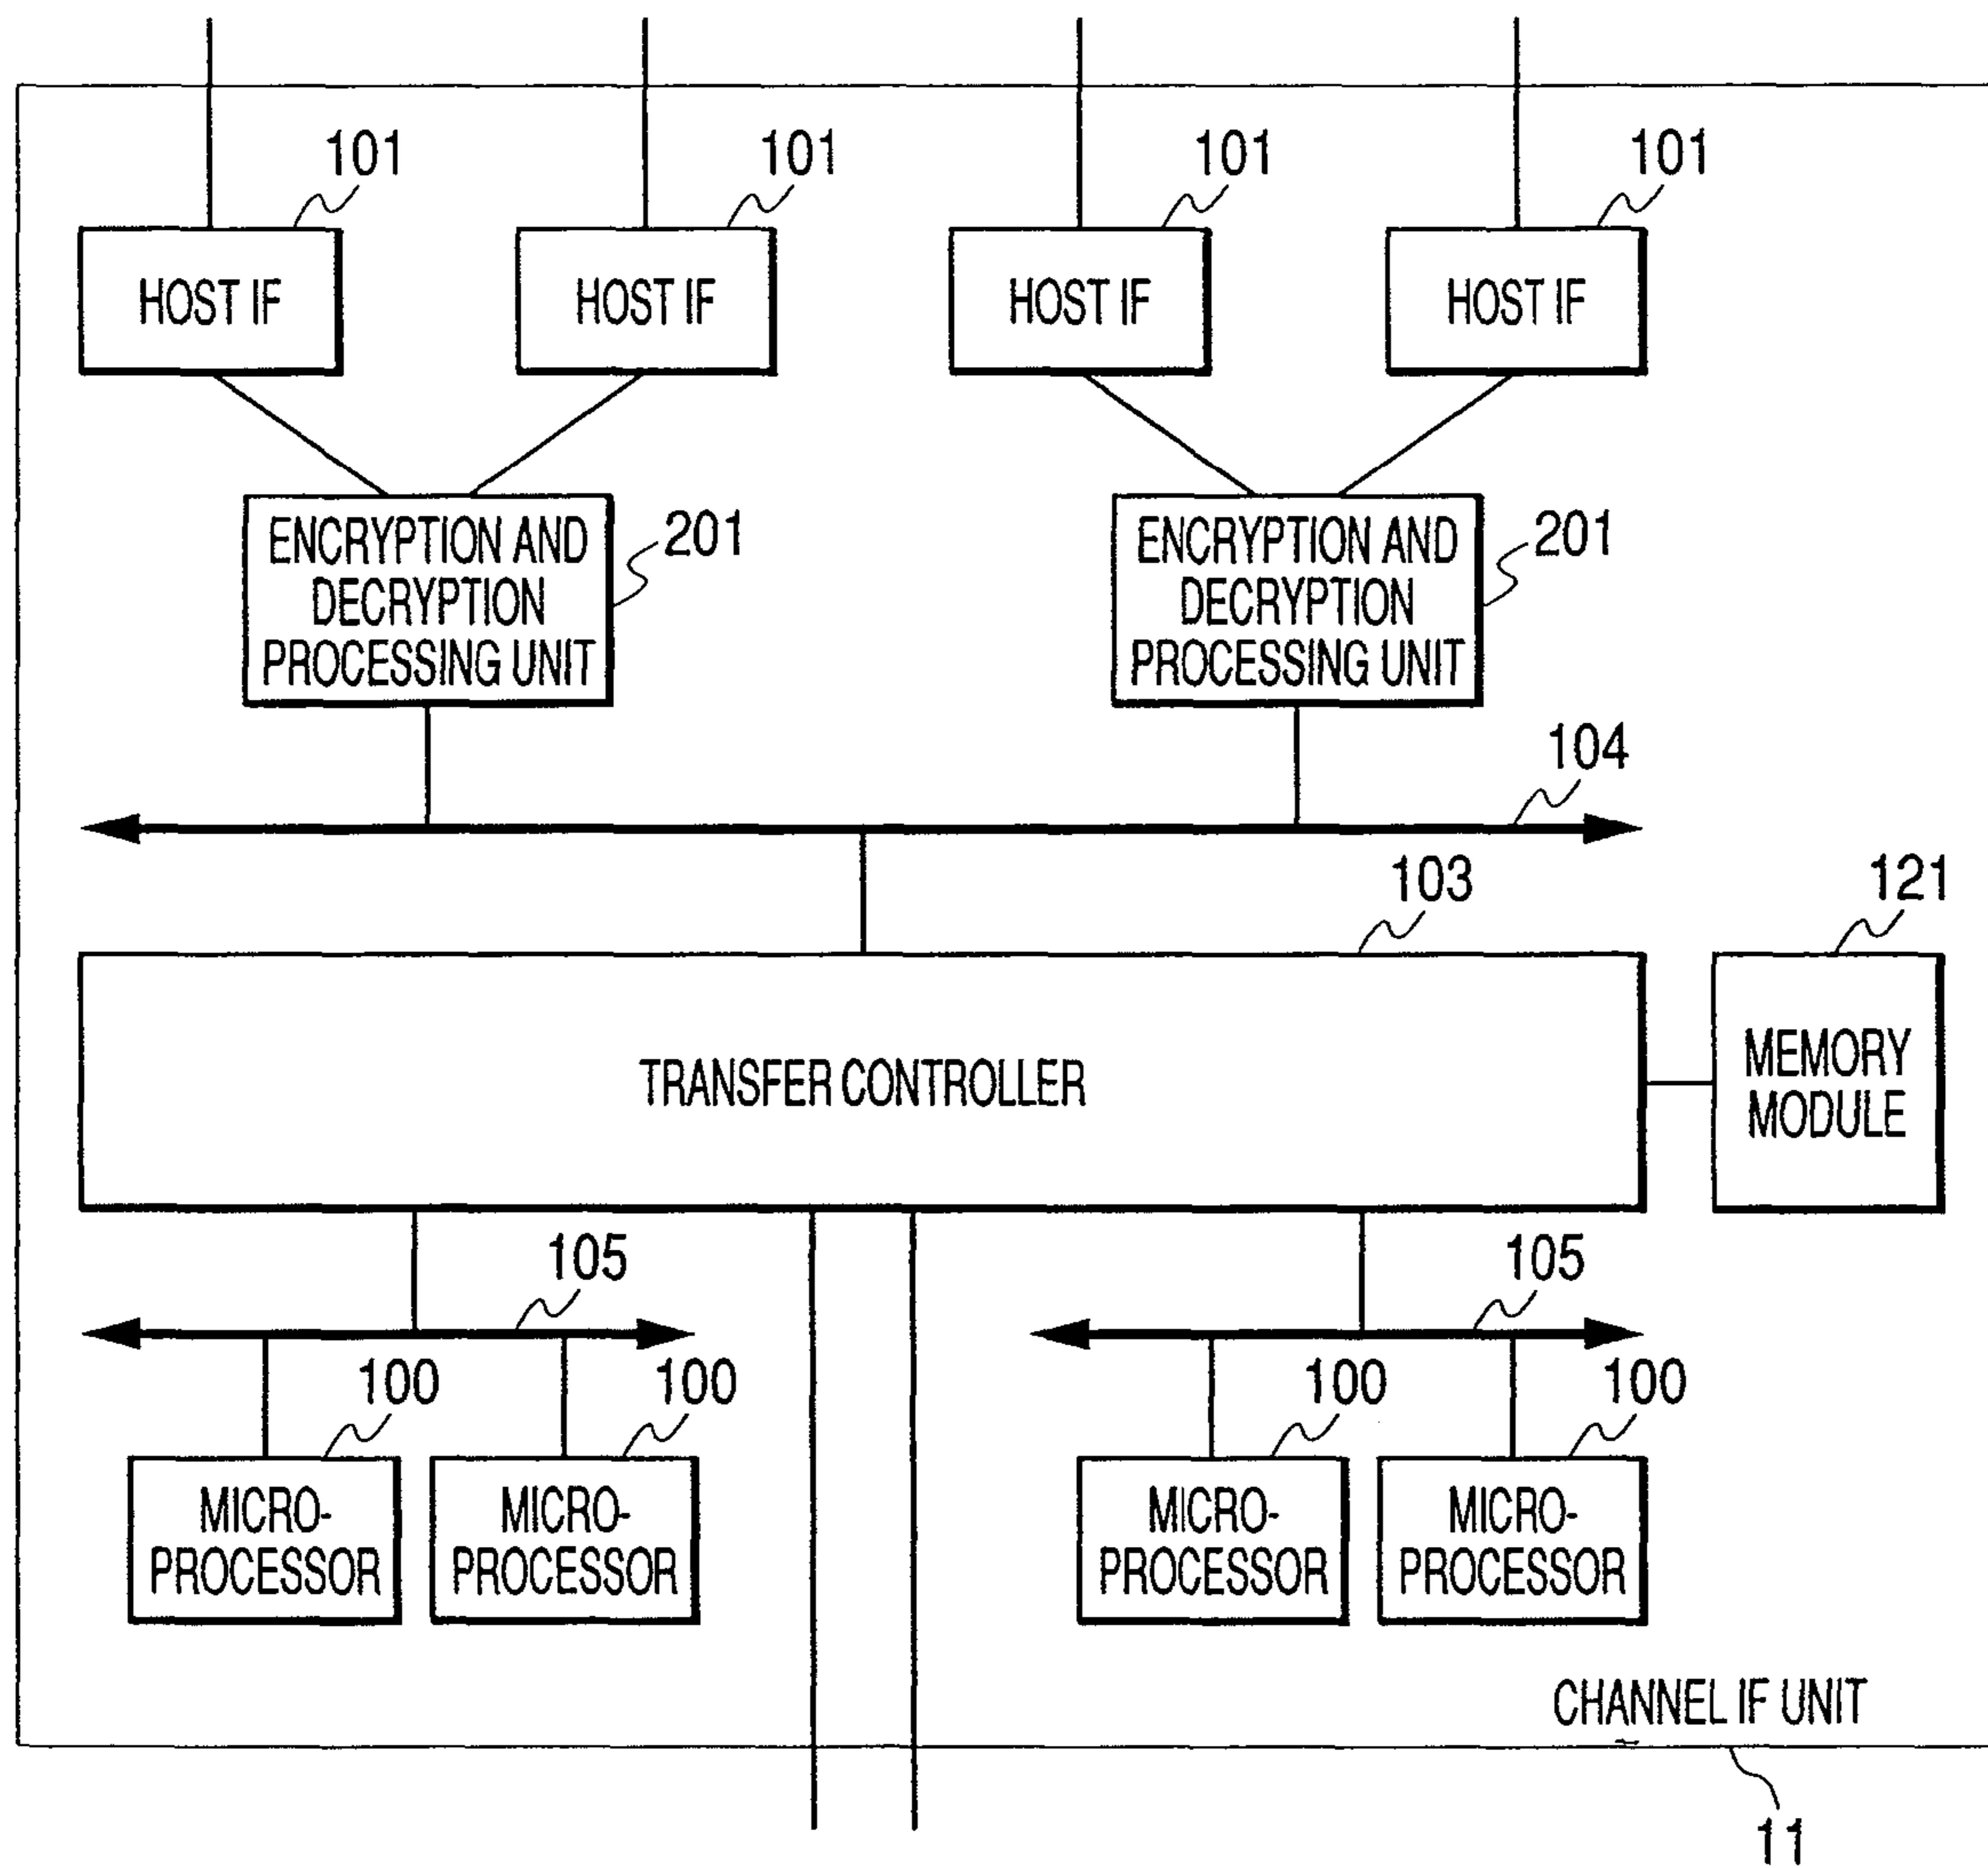 101
101
101
101
HOST IF
HOST IF
HOST IF
HOST IF
ENCRYPTION AND
DECRYPTION
PROCESSING UNIT
201
ENCRYPTION AND
DECRYPTION
PROCESSING UNIT
201
104
103
121
TRANSFER CONTROLLER
MEMORY
MODULE
105
105
100
100
100
100
MICRO-
PROCESSOR
MICRO-
PROCESSOR
MICRO-
PROCESSOR
MICRO-
PROCESSOR
CHANNEL IF UNIT
11